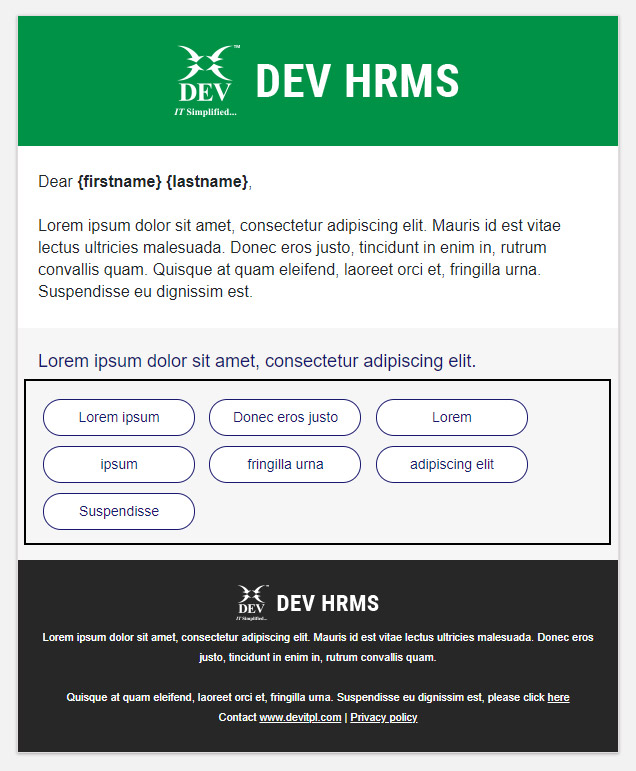 DEV HRMS
™
DEV
IT Simplified...
Dear {firstname} {lastname},
Lorem ipsum dolor sit amet, consectetur adipiscing elit. Mauris id est vitae
lectus ultricies malesuada. Donec eros justo, tincidunt in enim in, rutrum
convallis quam. Quisque at quam eleifend, laoreet orci et, fringilla urna.
Suspendisse eu dignissim est.
Lorem ipsum dolor sit amet, consectetur adipiscing elit.
Lorem ipsum
Donec eros justo
Lorem
ipsum
fringilla urna
adipiscing elit
Suspendisse
DEV HRMS
™
DEV
IT Simplified...
Lorem ipsum dolor sit amet, consectetur adipiscing elit. Mauris id est vitae lectus ultricies malesuada. Donec eros
justo, tincidunt in enim in, rutrum convallis quam.
Quisque at quam eleifend, laoreet orci et, fringilla urna. Suspendisse eu dignissim est, please click here
Contact www.devitpl.com | Privacy policy